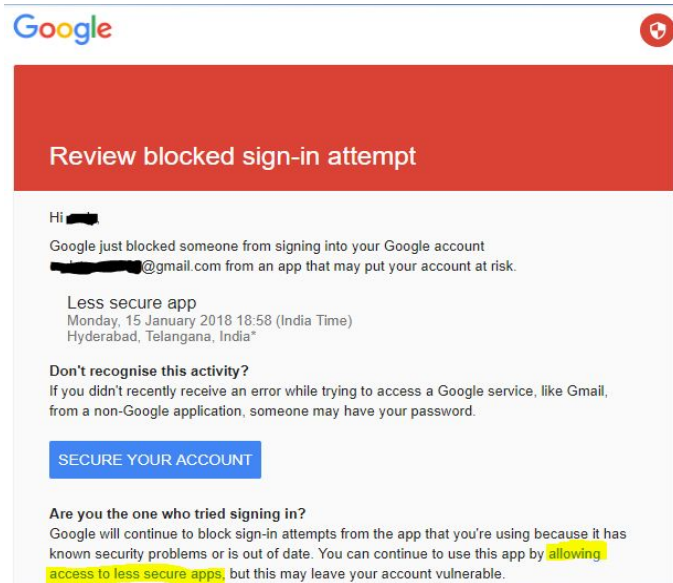 Google
Review blocked sign-in attempt
Hi
Google just blocked someone from signing into your Google account
@gmail.com from an app that may put your account at risk.
Less secure app
Monday, 15 January 2018 18:58 (India Time)
Hyderabad, Telangana, India*
Don't recognise this activity?
If you didn't recently receive an error while trying to access a Google service, like Gmail,
from a non-Google application, someone may have your password.
SECURE YOUR ACCOUNT
Are you the one who tried signing in?
Google will continue to block sign-in attempts from the app that you're using because it has
known security problems or is out of date. You can continue to use this app by allowing
access to less secure apps, but this may leave your account vulnerable.